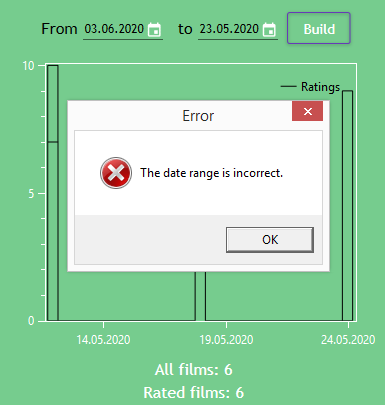 From 03.06.2020 to 23.05.2020 Build
10
Ratings
Error
The date range is incorrect.
5
OK
0
14.05.2020 19.05.2020 24.05.2020
All films: 6
Rated films: 6